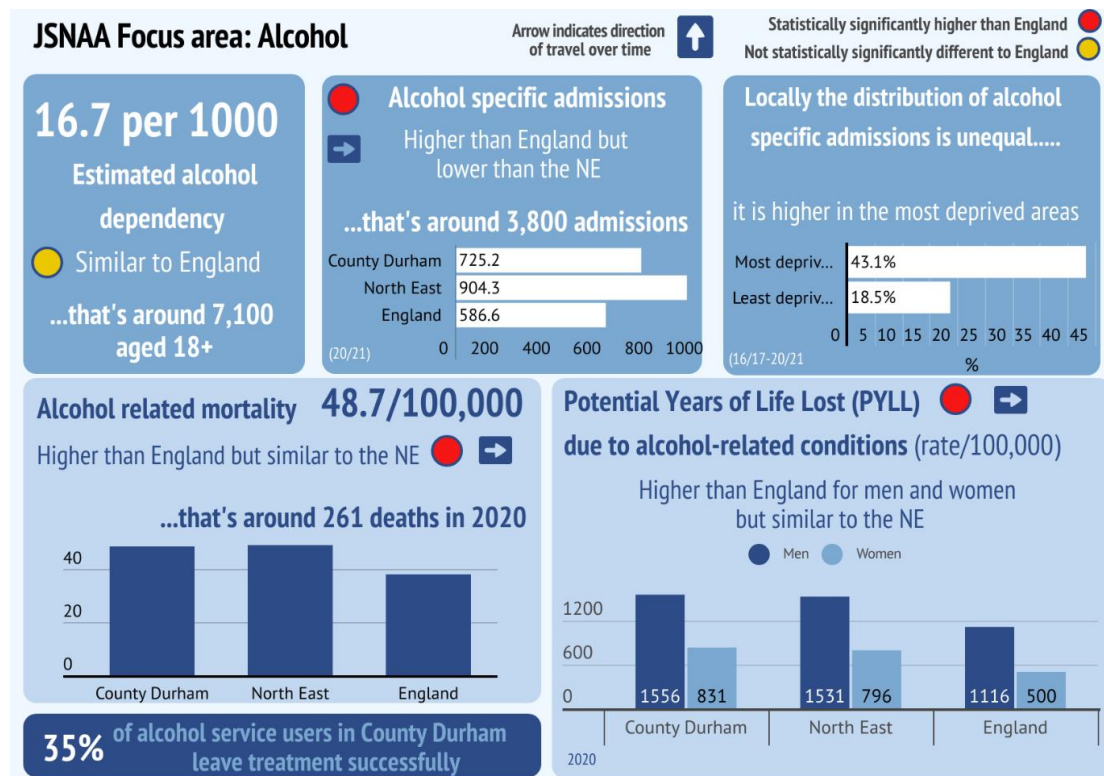 JSNAA Focus area: Alcohol
Arrow indicates direction
of travel over time
Statistically significantly higher than England
Not statistically significantly different to England
16.7 per 1000
Estimated alcohol
dependency
Similar to England
...that's around 7,100
aged 18+
Alcohol specific admissions
Higher than England but
lower than the NE
...that's around 3,800 admissions
County Durham 725.2
North East 904.3
England 586.6
(20/21) 0 200 400 600 800 1000
Locally the distribution of alcohol
specific admissions is unequal.....
it is higher in the most deprived areas
Most depriv... 43.1%
Least depriv... 18.5%
0 5 10 15 20 25 30 35 40 45
(16/17-20/21 %
Alcohol related mortality 48.7/100,000
Higher than England but similar to the NE
...that's around 261 deaths in 2020
40
20
0
County Durham North East England
35% of alcohol service users in County Durham
leave treatment successfully
Potential Years of Life Lost (PYLL)
due to alcohol-related conditions (rate/100,000)
Higher than England for men and women
but similar to the NE
Men Women
1200
600
0 1556 831 1531 796 1116 500
County Durham North East England
2020